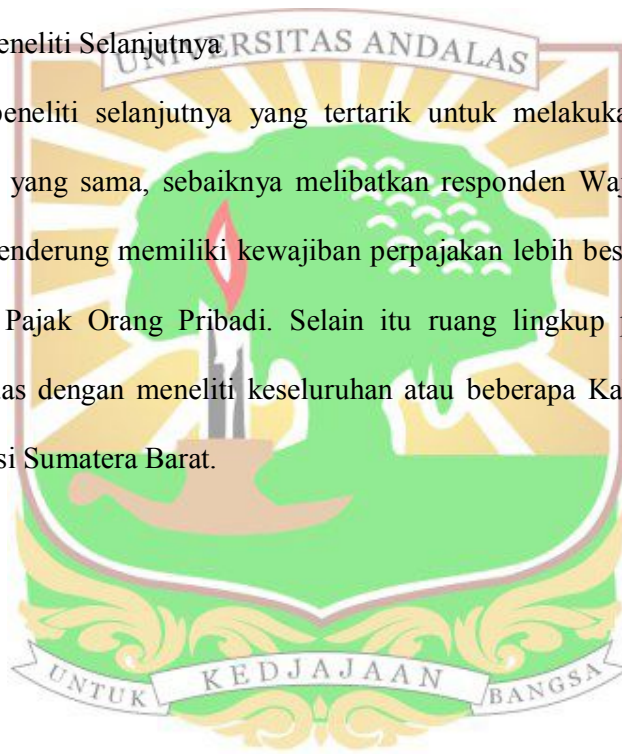 eneliti Selanjutnya
UNIVERSITAS ANDALAS
peneliti selanjutnya yang tertarik untuk melakuka
yang sama, sebaiknya melibatkan responden Waj
enderung memiliki kewajiban perpajakan lebih bes
Pajak Orang Pribadi. Selain itu ruang lingkup p
as dengan meneliti keseluruhan atau beberapa Ka
si Sumatera Barat.
UNTUK KEDJAJAAN BANGSA